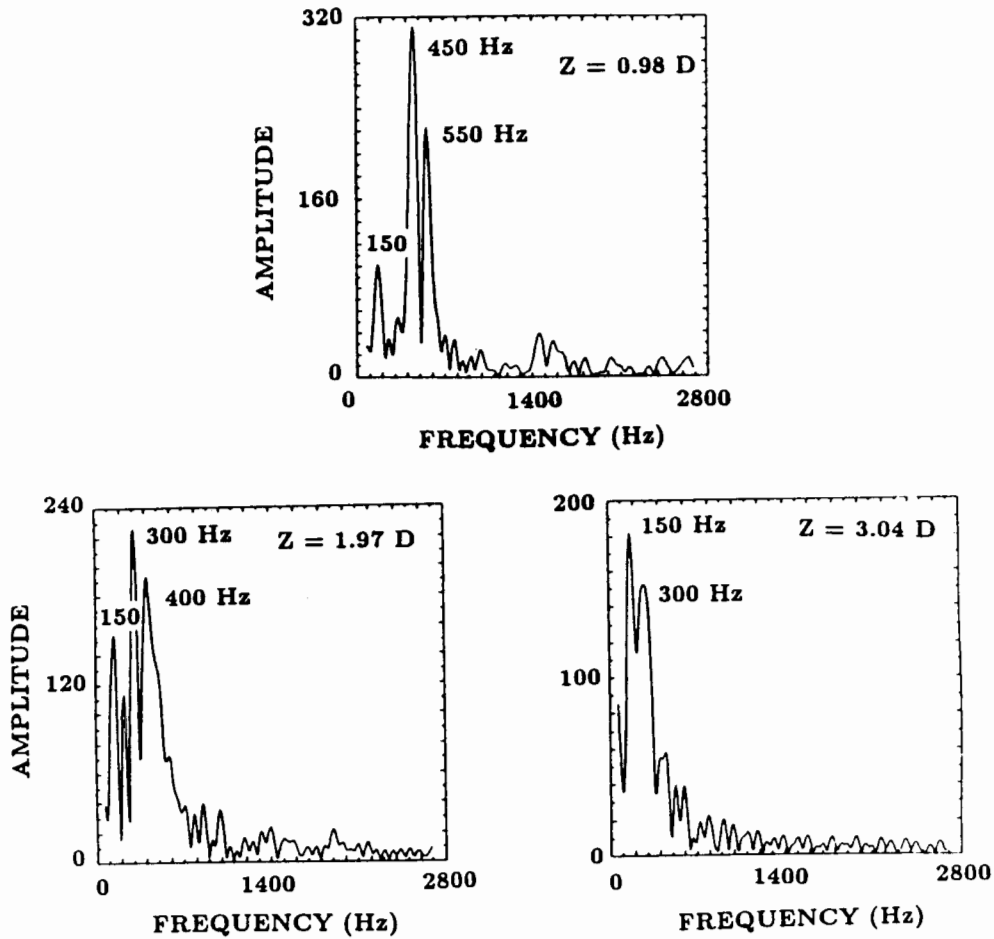 320
450 Hz
Z = 0.98 D
550 Hz
AMPLITUDE
160
150
0
0
1400
2800
FREQUENCY (Hz)
240
300 Hz
Z = 1.97 D
400 Hz
150
AMPLITUDE
120
0
0
1400
2800
FREQUENCY (Hz)
200
150 Hz
Z = 3.04 D
300 Hz
100
0
0
1400
2800
FREQUENCY (Hz)